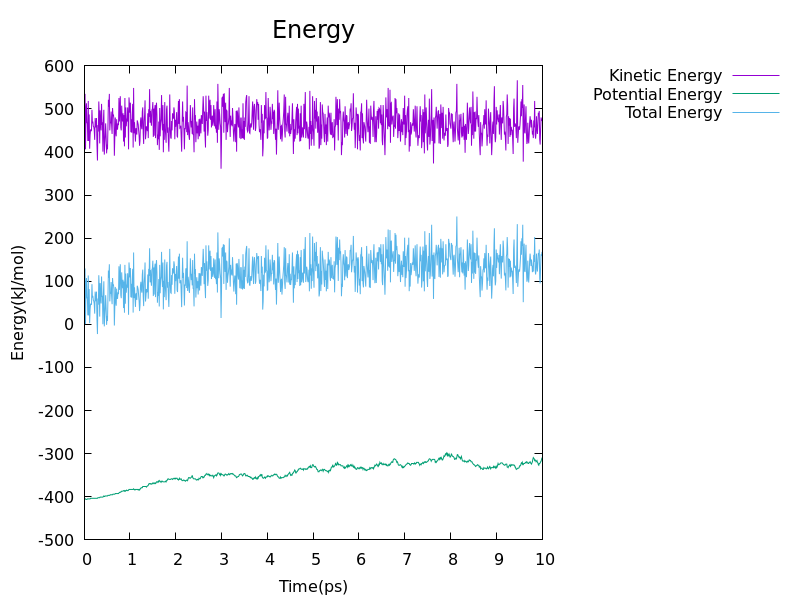 Energy
Kinetic Energy
Potential Energy
Total Energy
600
500
400
300
200
100
0
-100
-200
-300
-400
-500
Energy(kJ/mol)
0 1 2 3 4 5 6 7 8 9 10
Time(ps)